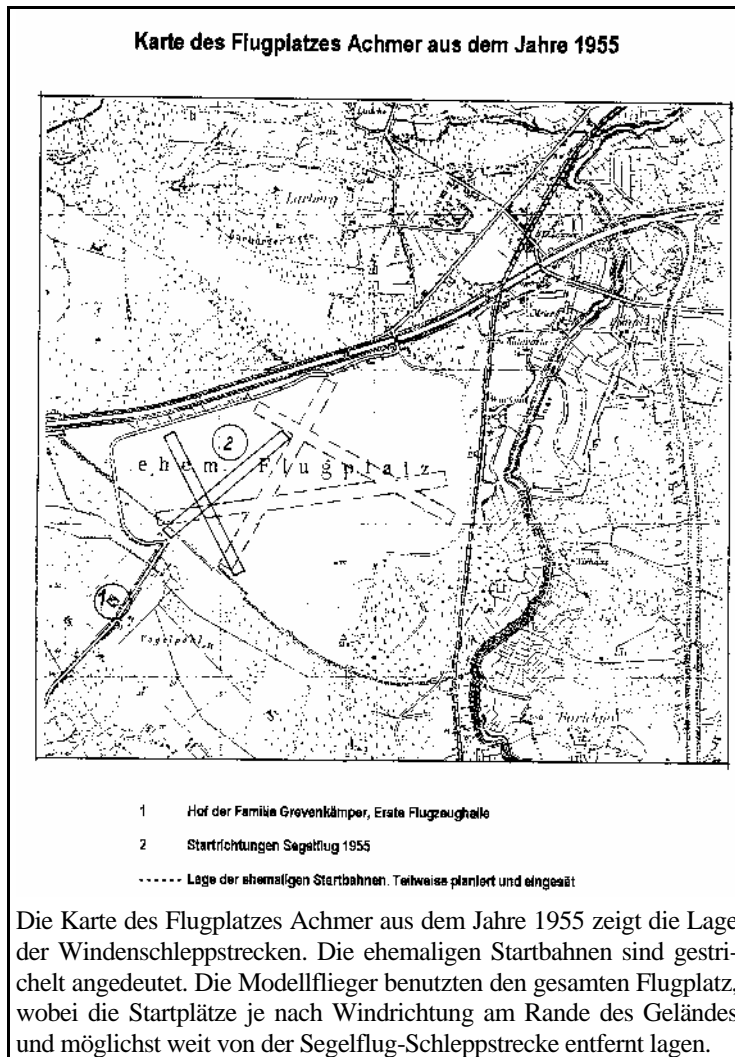 Karte des Flugplatzes Achmer aus dem Jahre 1955
Larberg
2
ehem. Flugplatz
1
Vogelpohlen
1 Hof der Familie Grevenkämper, Erste Flugzeughalle
2 Startrichtungen Segelflug 1955
------ Lage der ehemaligen Startbahnen. Teilweise planiert und eingesät
Die Karte des Flugplatzes Achmer aus dem Jahre 1955 zeigt die Lage
der Windenschleppstrecken. Die ehemaligen Startbahnen sind gestri-
chelt angedeutet. Die Modellflieger benutzten den gesamten Flugplatz,
wobei die Startplätze je nach Windrichtung am Rande des Geländes
und möglichst weit von der Segelflug-Schleppstrecke entfernt lagen.